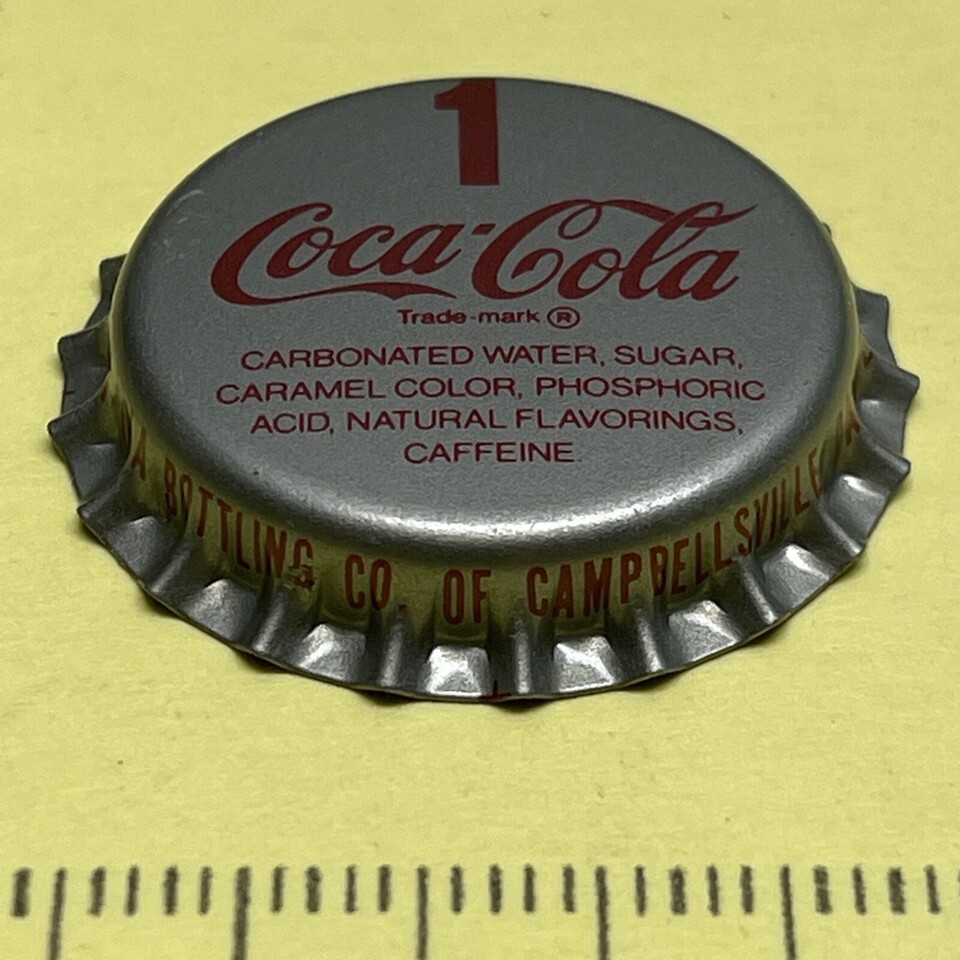 1
Coca-Cola
Trade-mark ®
CARBONATED WATER, SUGAR,
CARAMEL COLOR, PHOSPHORIC
ACID, NATURAL FLAVORINGS,
CAFFEINE.
BOTTLING CO. OF CAMPBELLSVILLE